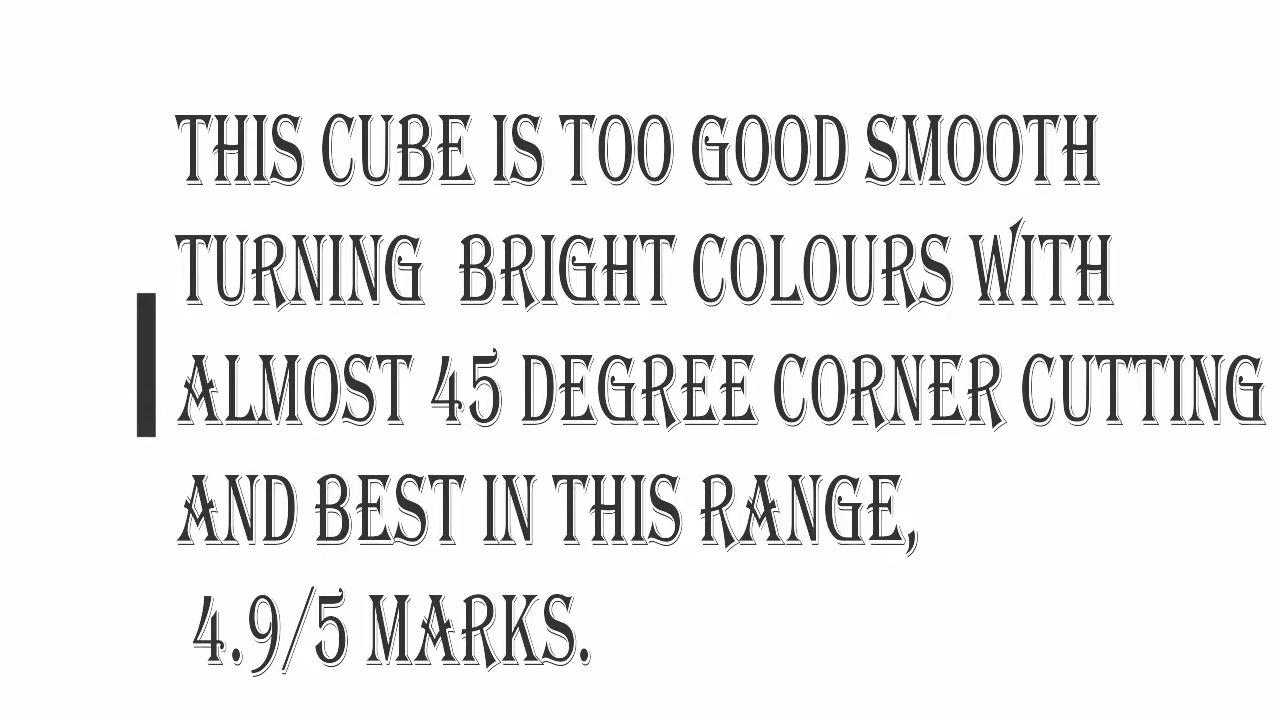 THIS CUBE IS TOO GOOD SMOOTH
TURNING  BRIGHT COLOURS WITH
ALMOST 45 DEGREE CORNER CUTTING
AND BEST IN THIS RANGE,
4.9/5 MARKS.